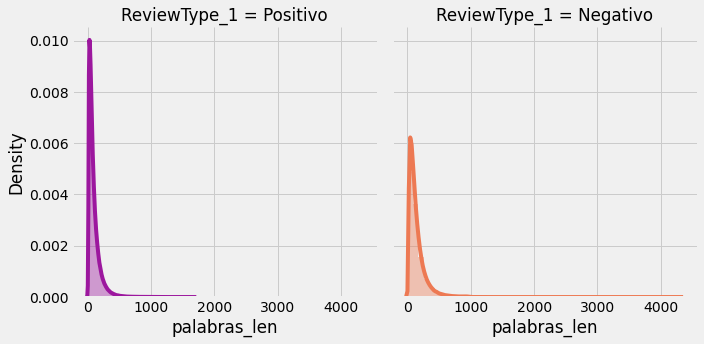 ReviewType_1 = Positivo
ReviewType_1 = Negativo
0.010
0.008
0.006
0.004
0.002
0.000
Density
0 1000 2000 3000 4000
0 1000 2000 3000 4000
palabras_len
palabras_len